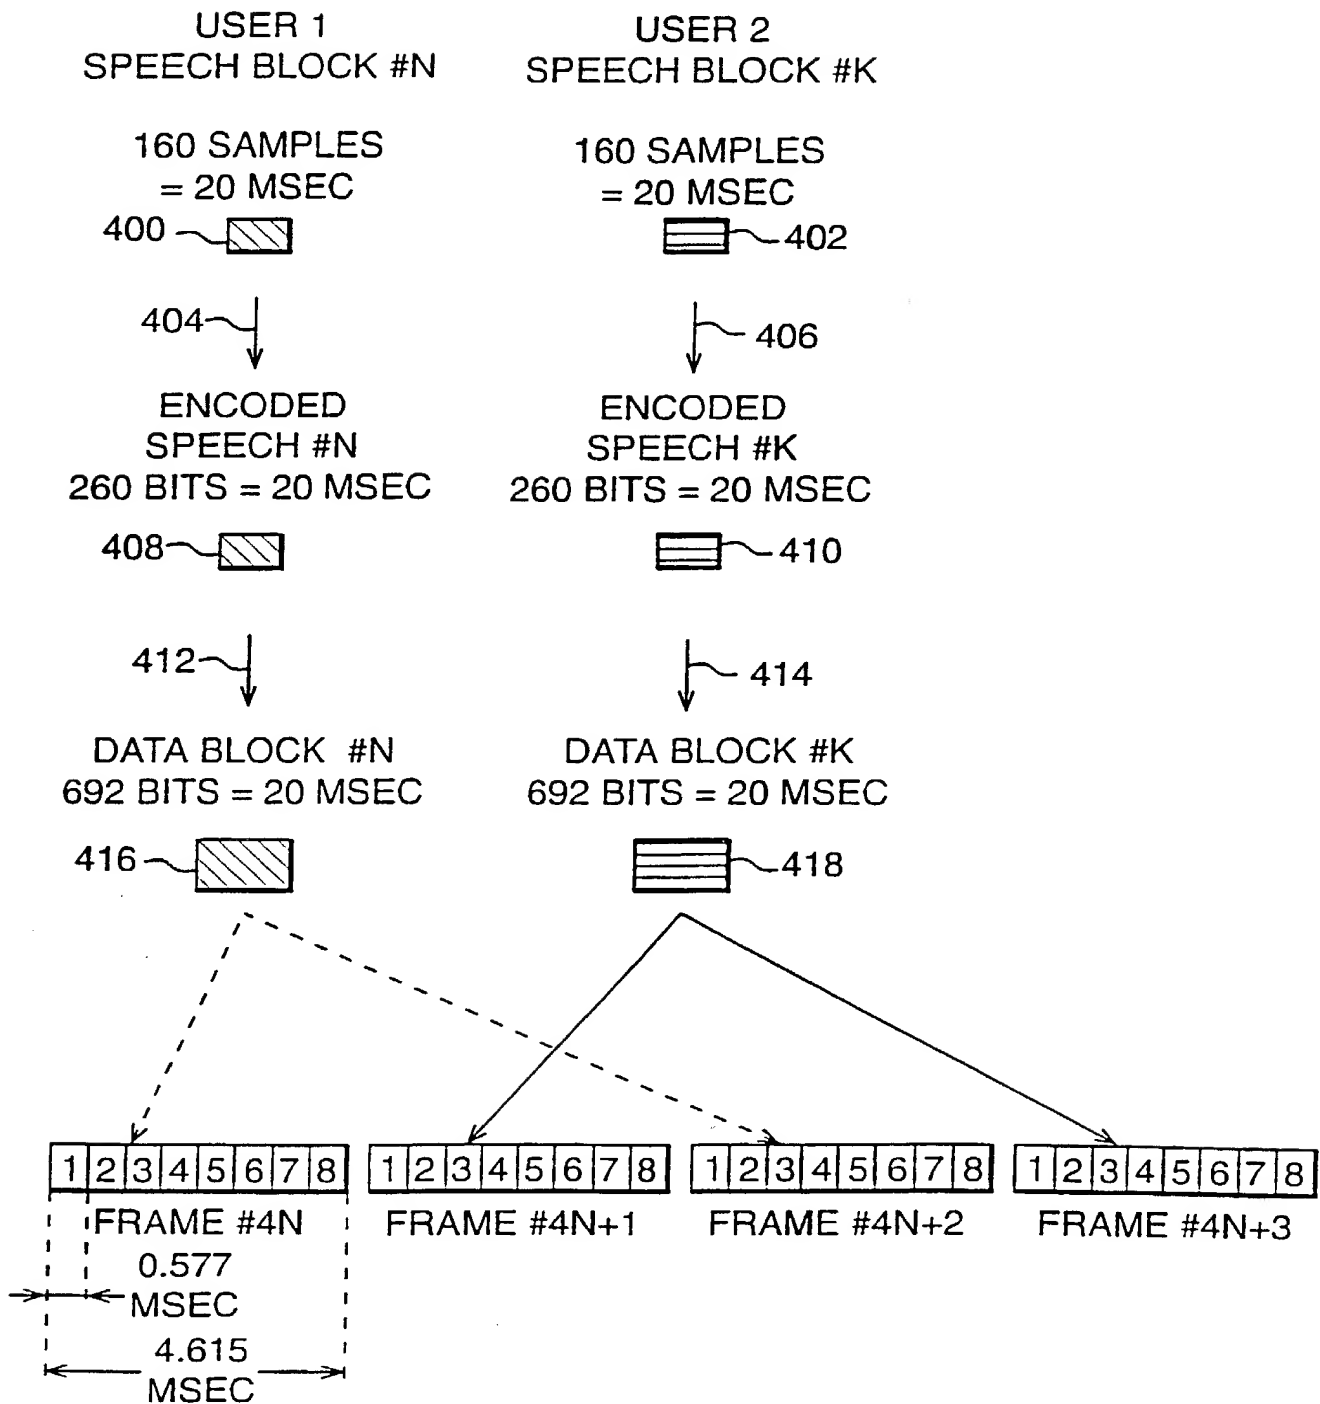 USER 1
SPEECH BLOCK #N
USER 2
SPEECH BLOCK #K
160 SAMPLES
= 20 MSEC
160 SAMPLES
= 20 MSEC
400
402
404
406
ENCODED
SPEECH #N
260 BITS = 20 MSEC
ENCODED
SPEECH #K
260 BITS = 20 MSEC
408
410
412
414
DATA BLOCK #N
692 BITS = 20 MSEC
DATA BLOCK #K
692 BITS = 20 MSEC
416
418
1 2 3 4 5 6 7 8
1 2 3 4 5 6 7 8
1 2 3 4 5 6 7 8
1 2 3 4 5 6 7 8
FRAME #4N
FRAME #4N+1
FRAME #4N+2
FRAME #4N+3
0.577
MSEC
4.615
MSEC